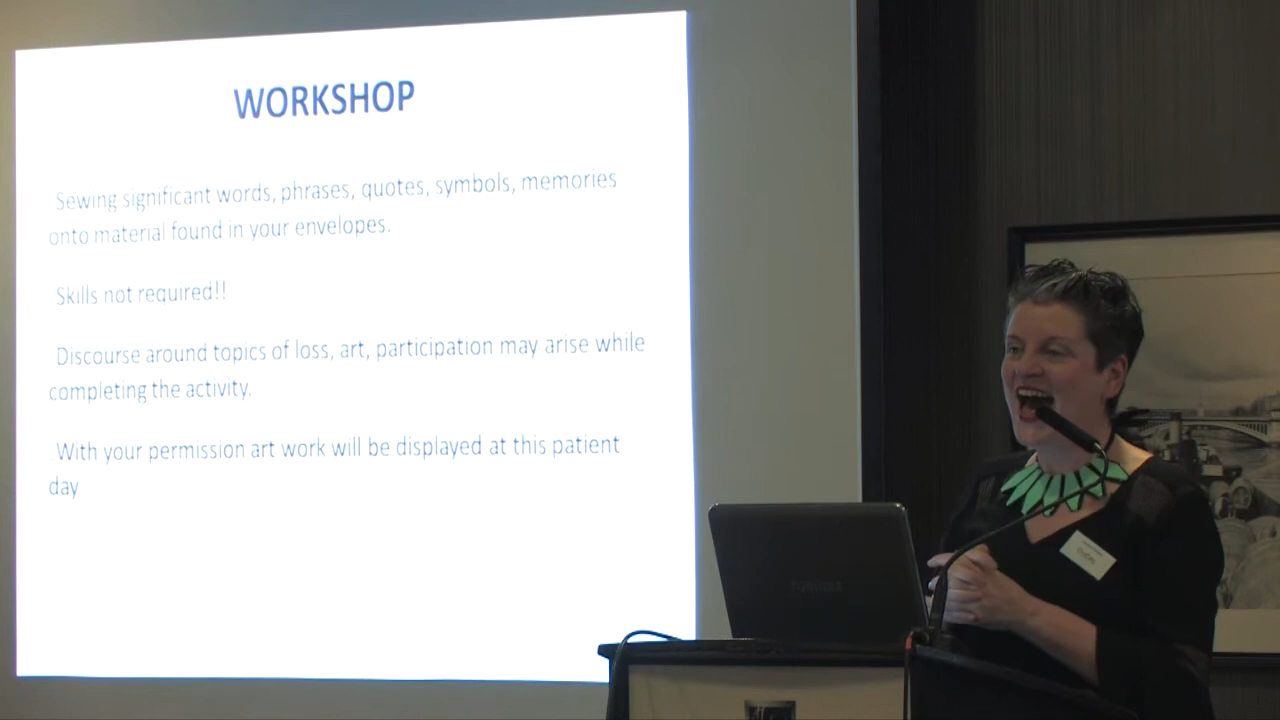 WORKSHOP
Sewing significant words, phrases, quotes, symbols, memories
onto material found in your envelopes.
Skills not required!!
Discourse around topics of loss, art, participation may arise while
completing the activity.
With your permission art work will be displayed at this patient
day
TOSHIBA